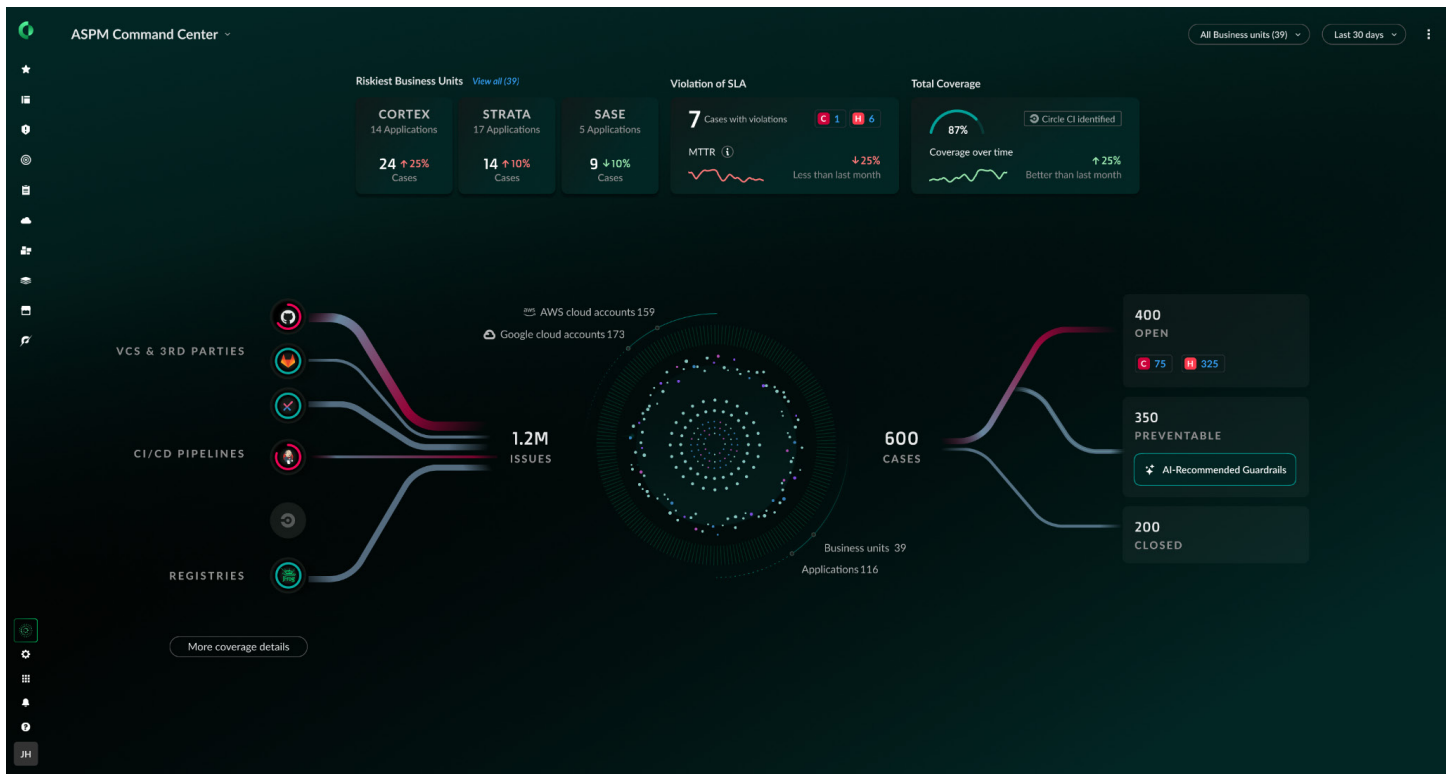 ASPM Command Center
All Business units (39)
Last 30 days
Riskiest Business Units View all (39)
CORTEX
14 Applications
24 ↑ 25%
Cases
STRATA
17 Applications
14 ↑ 10%
Cases
SASE
5 Applications
9 ↓ 10%
Cases
Violation of SLA
7 Cases with violations
C 1 H 6
MTTR
↓ 25%
Less than last month
Total Coverage
87%
Circle CI identified
Coverage over time
↑ 25%
Better than last month
aws AWS cloud accounts 159
Google cloud accounts 173
VCS & 3RD PARTIES
CI/CD PIPELINES
REGISTRIES
JFrog
More coverage details
1.2M
ISSUES
600
CASES
Business units 39
Applications 116
400
OPEN
C 75 H 325
350
PREVENTABLE
AI-Recommended Guardrails
200
CLOSED
JH